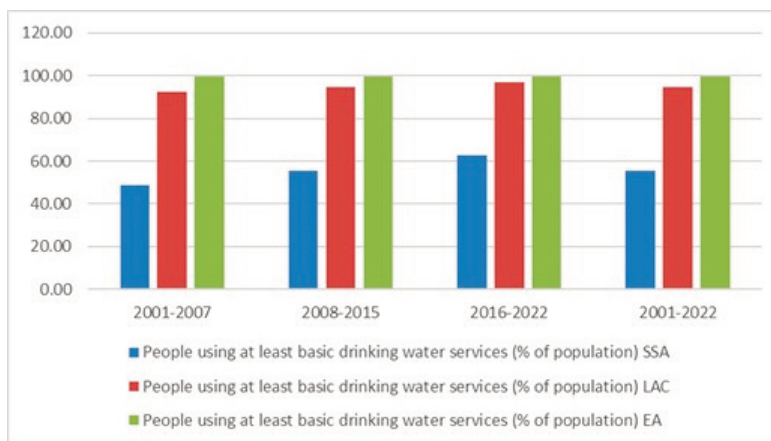 120.00
100.00
80.00
60.00
40.00
20.00
0.00
2001-2007 2008-2015 2016-2022 2001-2022
People using at least basic drinking water services (% of population) SSA
People using at least basic drinking water services (% of population) LAC
People using at least basic drinking water services (% of population) EA